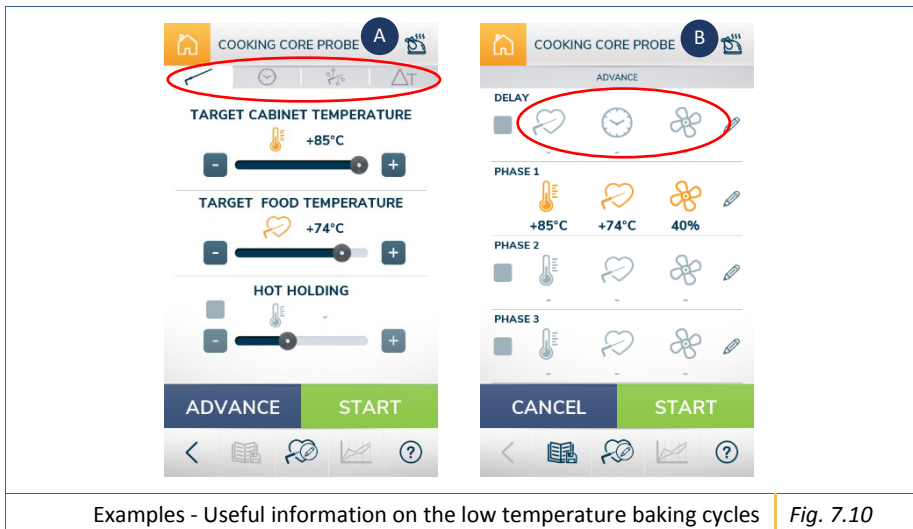 COOKING CORE PROBE
A
ΔT
TARGET CABINET TEMPERATURE
+85°C
-
+
TARGET FOOD TEMPERATURE
+74°C
-
+
HOT HOLDING
-
-
+
ADVANCE
START
?
COOKING CORE PROBE
B
ADVANCE
DELAY
- -
PHASE 1
+85°C +74°C 40%
PHASE 2
- -
PHASE 3
- -
CANCEL
START
?
Examples - Useful information on the low temperature baking cycles
Fig. 7.10